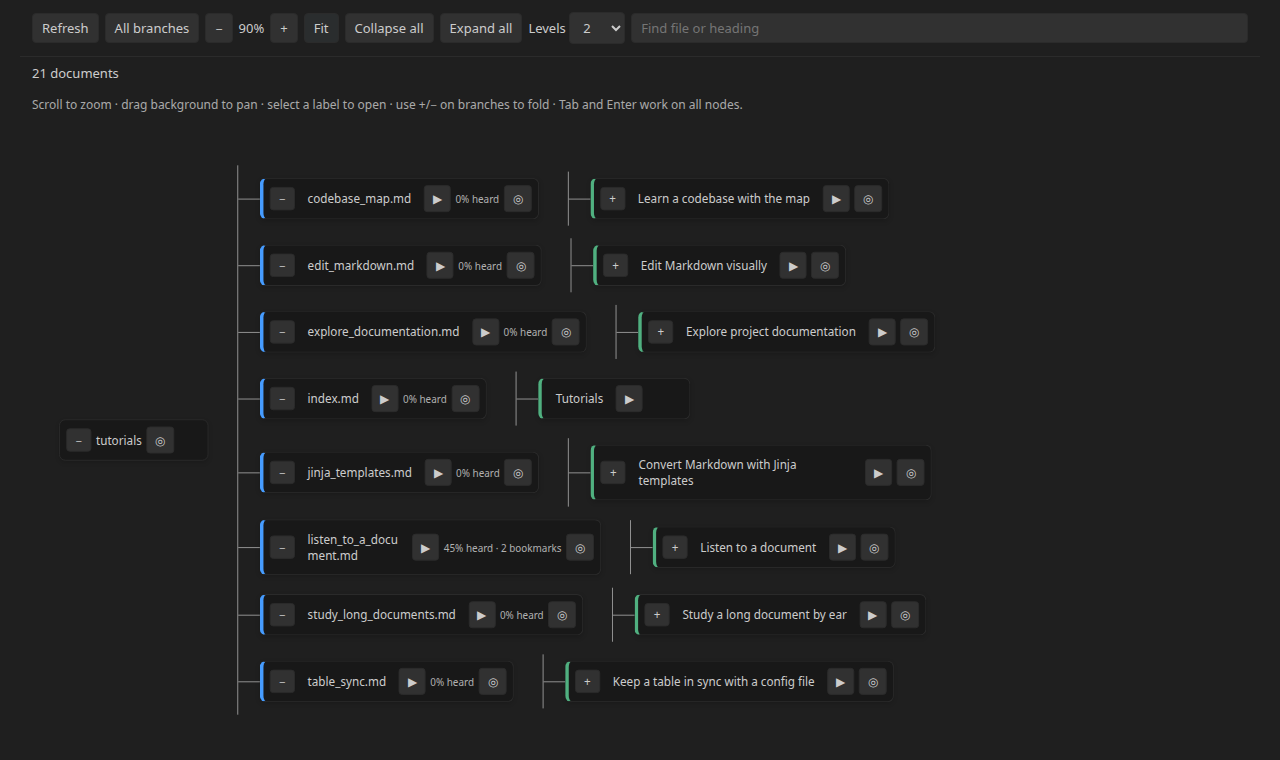 Refresh All branches − 90% + Fit Collapse all Expand all Levels 2 Find file or heading
21 documents
Scroll to zoom · drag background to pan · select a label to open · use +/− on branches to fold · Tab and Enter work on all nodes.
− codebase_map.md ▶ 0% heard ◎ + Learn a codebase with the map ▶ ◎
− edit_markdown.md ▶ 0% heard ◎ + Edit Markdown visually ▶ ◎
− explore_documentation.md ▶ 0% heard ◎ + Explore project documentation ▶ ◎
− index.md ▶ 0% heard ◎ Tutorials ▶
− tutorials ◎
− jinja_templates.md ▶ 0% heard ◎ + Convert Markdown with Jinja
templates ▶ ◎
− listen_to_a_docu
ment.md ▶ 45% heard · 2 bookmarks ◎ + Listen to a document ▶ ◎
− study_long_documents.md ▶ 0% heard ◎ + Study a long document by ear ▶ ◎
− table_sync.md ▶ 0% heard ◎ + Keep a table in sync with a config file ▶ ◎